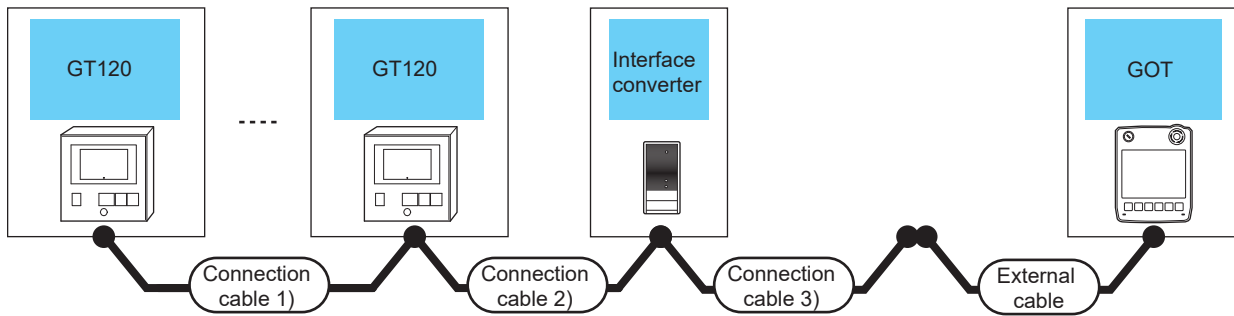 GT120
GT120
Interface
converter
GOT
Connection
cable 1)
Connection
cable 2)
Connection
cable 3)
External
cable